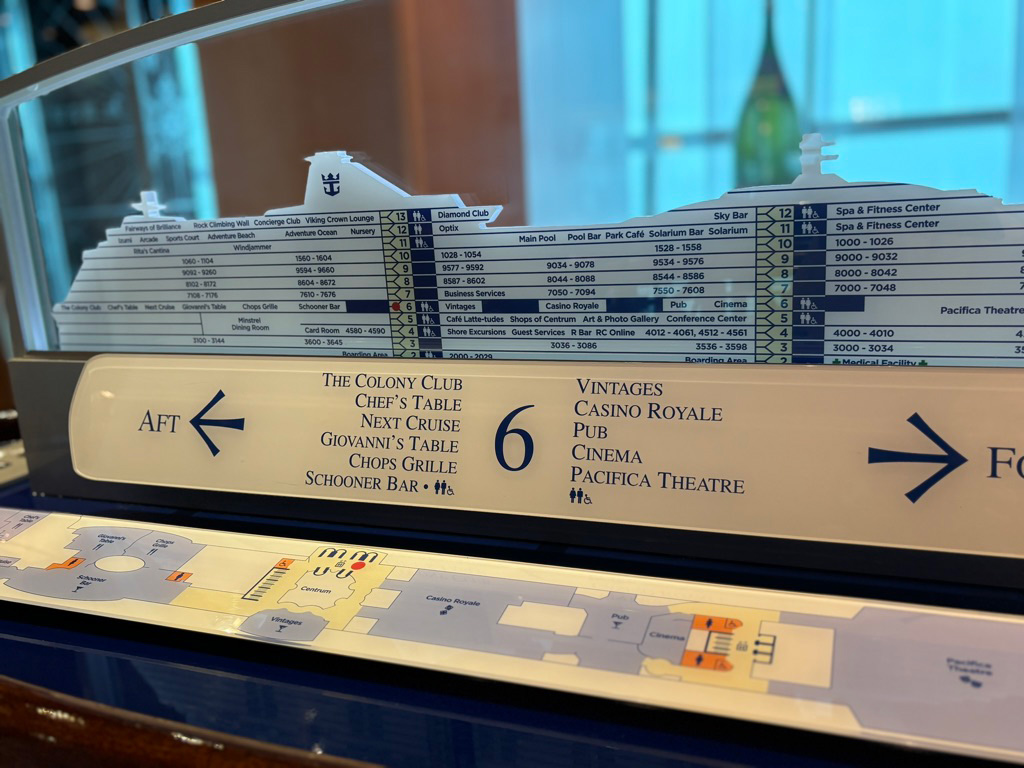 Fairways of Brilliance Rock Climbing Wall Concierge Club Viking Crown Lounge 13 Diamond Club Sky Bar 12 Spa & Fitness Center
Izumi Arcade Sports Court Adventure Beach Adventure Ocean Nursery 12 Optix Main Pool Pool Bar Park Café Solarium Bar Solarium 11 Spa & Fitness Center
Rita's Cantina Windjammer 11 1528 - 1558 10 1000 - 1026
1060 - 1104 1560 - 1604 10 1028 - 1054 9034 - 9078 9534 - 9576 9 9000 - 9032
9092 - 9260 9594 - 9660 9 9577 - 9592 8044 - 8088 8544 - 8586 8 8000 - 8042
8102 - 8172 8604 - 8672 8 8587 - 8602 7050 - 7094 7550 - 7608 7 7000 - 7048
7108 - 7176 7610 - 7676 7 Business Services
The Colony Club Chef's Table Next Cruise Giovanni's Table Chops Grille Schooner Bar 6 Vintages Casino Royale Pub Cinema 6 Pacifica Theatre
Minstrel Dining Room 5 Café Latte-tudes Shops of Centrum Art & Photo Gallery Conference Center 5
Card Room 4580 - 4590 4 Shore Excursions Guest Services R Bar RC Online 4012 - 4061, 4512 - 4561 4 4000 - 4010
3100 - 3144 3600 - 3645 3 3036 - 3086 3536 - 3598 3 3000 - 3034
Boarding Area 2 2000 - 2029 Boarding Area 2 Medical Facility
AFT
THE COLONY CLUB
CHEF'S TABLE
NEXT CRUISE
GIOVANNI'S TABLE
CHOPS GRILLE
SCHOONER BAR •
6
VINTAGES
CASINO ROYALE
PUB
CINEMA
PACIFICA THEATRE
Chef's Table
Giovanni's Table
Chops Grille
Schooner Bar
Centrum
Vintages
Casino Royale
Pub
Cinema
Pacifica Theatre